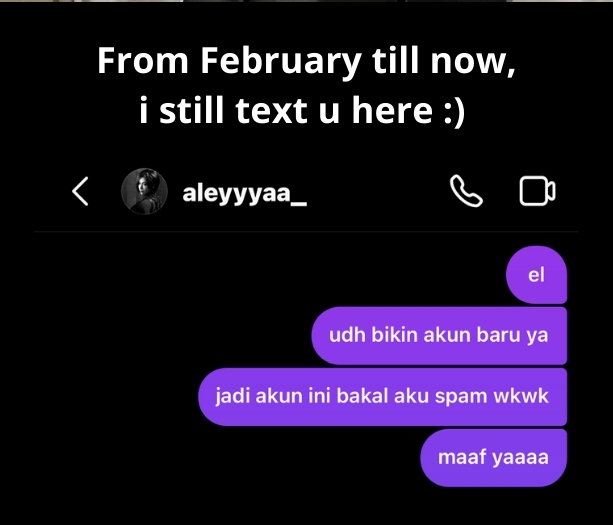 From February till now,
i still text u here :)
aleyyyaa_
el
udh bikin akun baru ya
jadi akun ini bakal aku spam wkwk
maaf yaaaa